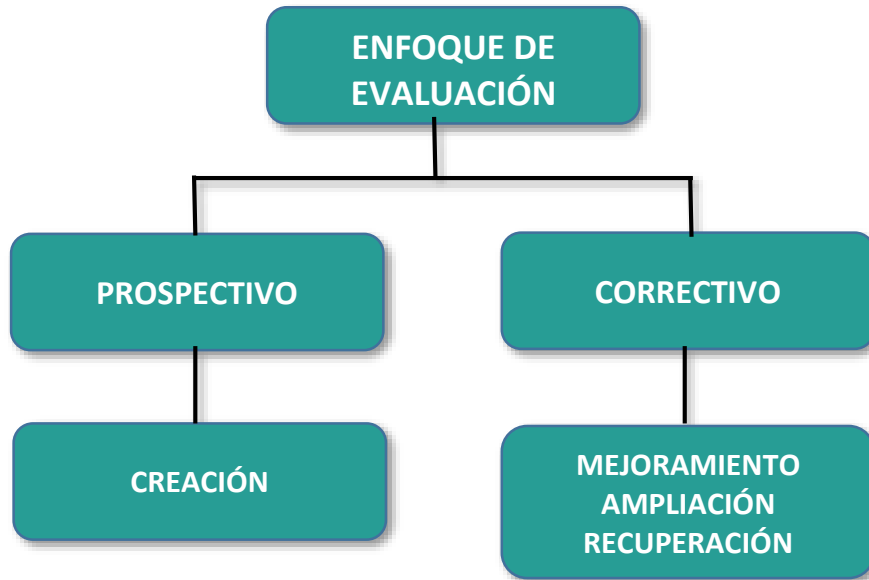 ENFOQUE DE
EVALUACIÓN
PROSPECTIVO
CORRECTIVO
CREACIÓN
MEJORAMIENTO
AMPLIACIÓN
RECUPERACIÓN